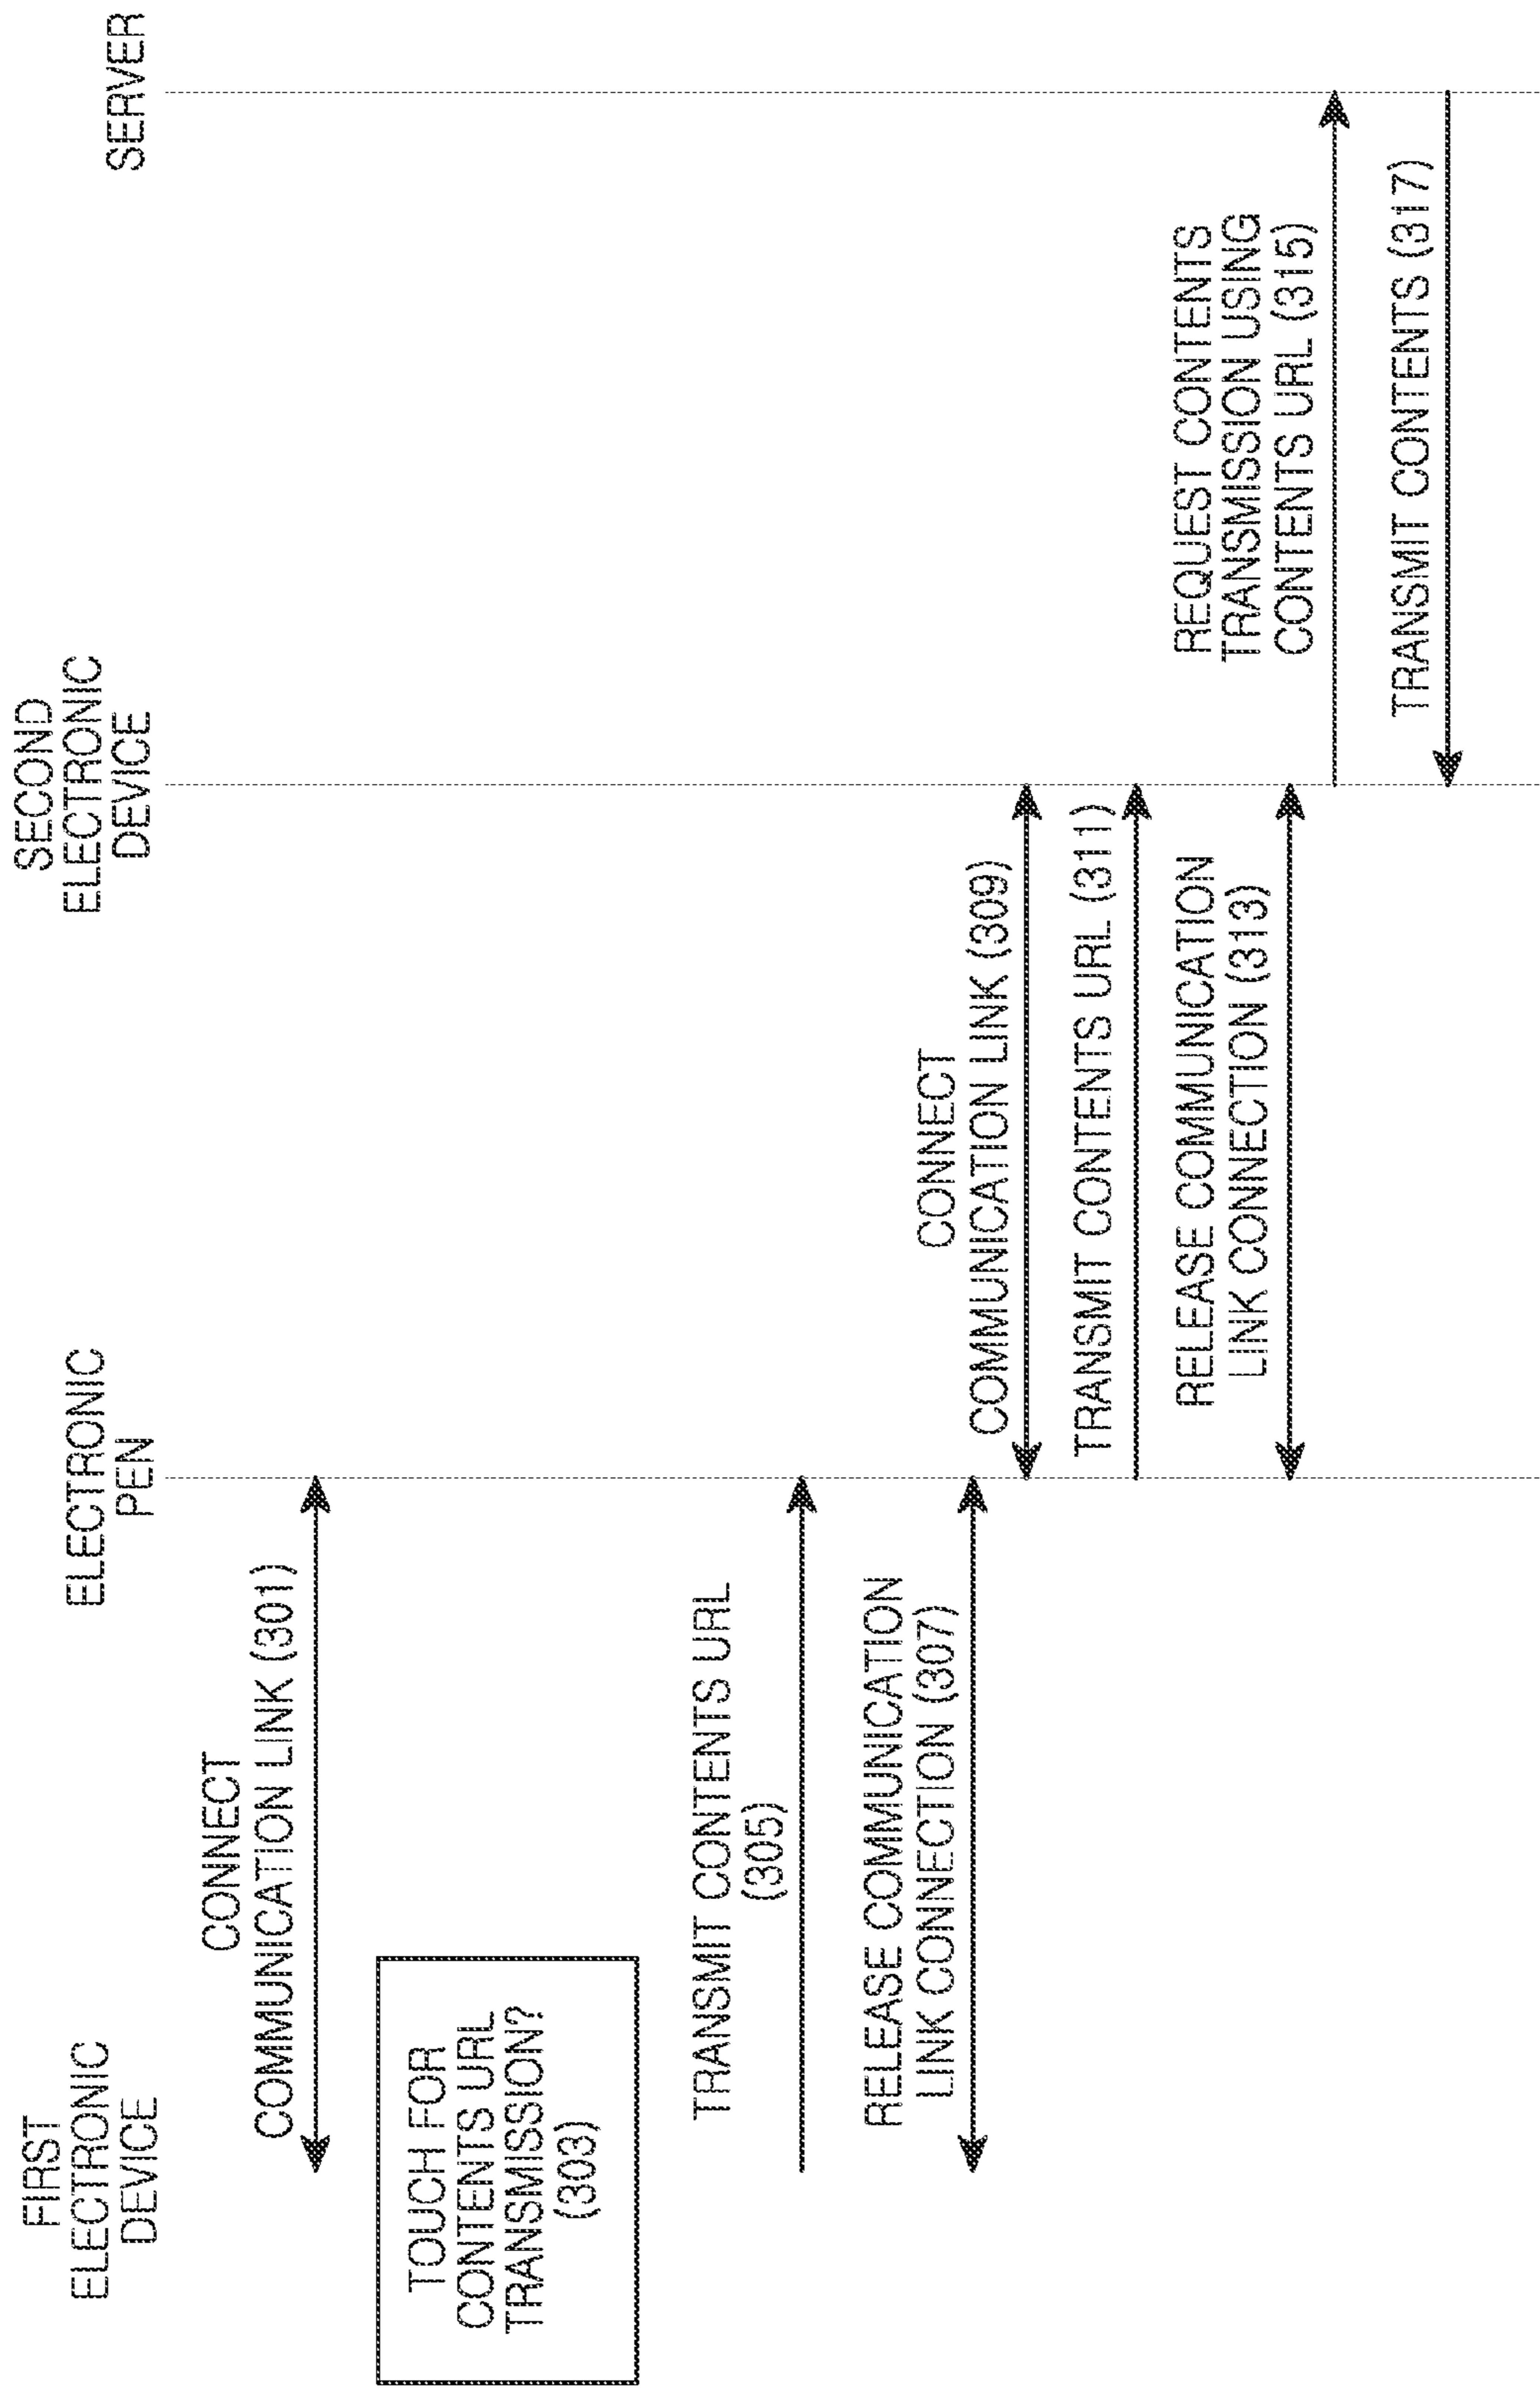 FIRST
ELECTRONIC
DEVICE
ELECTRONIC
PEN
SECOND
ELECTRONIC
DEVICE
SERVER
CONNECT
COMMUNICATION LINK (301)
TOUCH FOR
CONTENTS URL
TRANSMISSION?
(303)
TRANSMIT CONTENTS URL
(305)
RELEASE COMMUNICATION
LINK CONNECTION (307)
CONNECT
COMMUNICATION LINK (309)
TRANSMIT CONTENTS URL (311)
RELEASE COMMUNICATION
LINK CONNECTION (313)
REQUEST CONTENTS
TRANSMISSION USING
CONTENTS URL (315)
TRANSMIT CONTENTS (317)